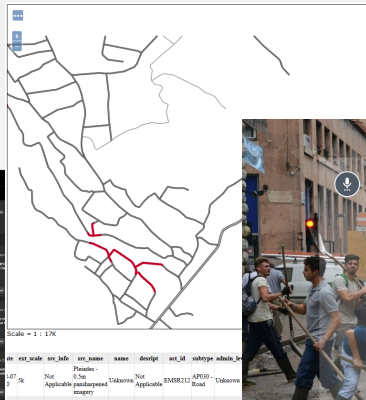 Scale = 1 : 17K
ext_scale src_info src_name name descript act_id subtype admin_le
5k Not Applicable Pleiades - 0.5m pansharpened imagery Unknown Not Applicable EMSR212 AP030 - Road Unknown